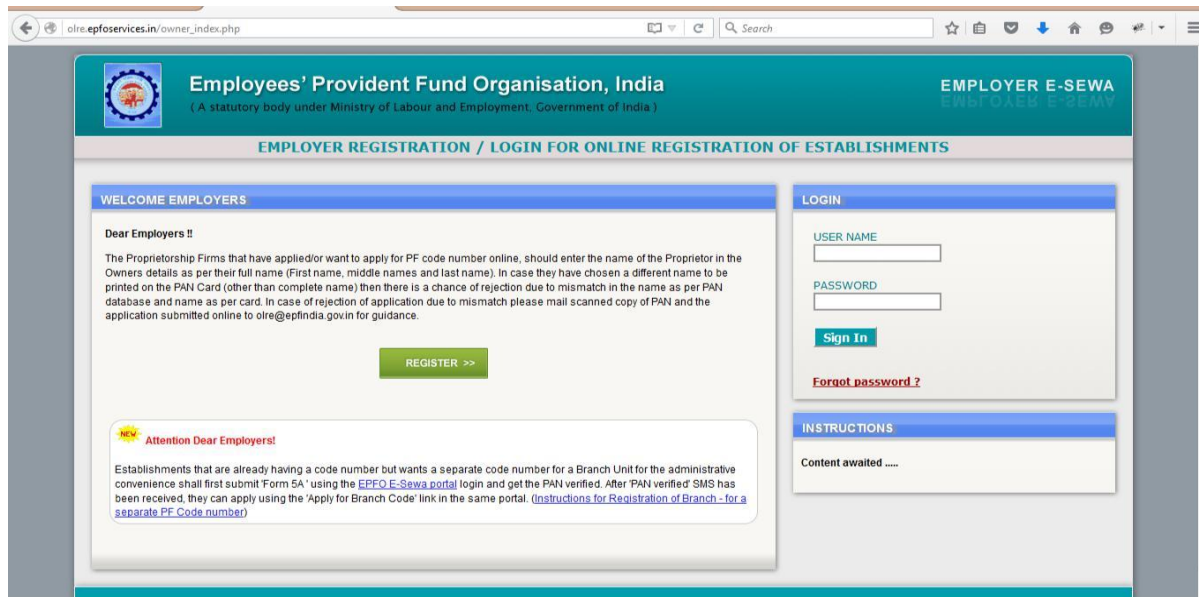 olre.epfoservices.in/owner_index.php
Search
Employees' Provident Fund Organisation, India
( A statutory body under Ministry of Labour and Employment, Government of India )
EMPLOYER E-SEWA
EMPLOYER REGISTRATION / LOGIN FOR ONLINE REGISTRATION OF ESTABLISHMENTS
WELCOME EMPLOYERS
Dear Employers !!
The Proprietorship Firms that have applied/or want to apply for PF code number online, should enter the name of the Proprietor in the
Owners details as per their full name (First name, middle names and last name). In case they have chosen a different name to be
printed on the PAN Card (other than complete name) then there is a chance of rejection due to mismatch in the name as per PAN
database and name as per card. In case of rejection of application due to mismatch please mail scanned copy of PAN and the
application submitted online to olre@epfindia.gov.in for guidance.
REGISTER >>
NEW
Attention Dear Employers!
Establishments that are already having a code number but wants a separate code number for a Branch Unit for the administrative
convenience shall first submit 'Form 5A ' using the EPFO E-Sewa portal login and get the PAN verified. After 'PAN verified' SMS has
been received, they can apply using the 'Apply for Branch Code' link in the same portal. (Instructions for Registration of Branch - for a
separate PF Code number)
LOGIN
USER NAME
PASSWORD
Sign In
Forgot password ?
INSTRUCTIONS
Content awaited .....